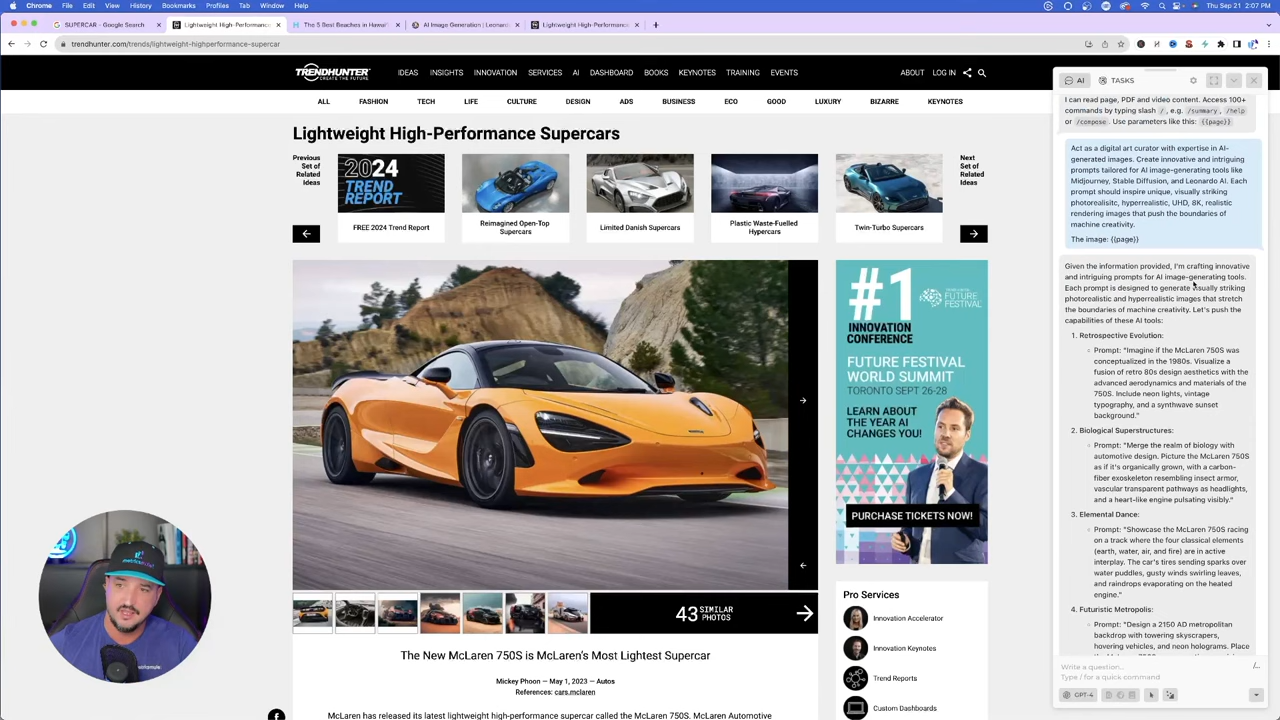 Chrome File Edit View History Bookmarks Profiles Tab Window Help
Thu Sep 21 2:07 PM
SUPERCAR - Google Search
Lightweight High-Performance
The 5 Best Beaches in Hawai'i
AI Image Generation | Leonard
Lightweight High-Performance
trendhunter.com/trends/lightweight-highperformance-supercar
TRENDHUNTER
CREATE THE FUTURE
IDEAS INSIGHTS INNOVATION SERVICES AI DASHBOARD BOOKS KEYNOTES TRAINING EVENTS
ABOUT LOG IN
ALL FASHION TECH LIFE CULTURE DESIGN ADS BUSINESS ECO GOOD LUXURY BIZARRE KEYNOTES
Lightweight High-Performance Supercars
Previous
Set of
Related
Ideas
2024
TREND
REPORT
FREE 2024 Trend Report
Reimagined Open-Top
Supercars
Limited Danish Supercars
Plastic Waste-Fuelled
Hypercars
Twin-Turbo Supercars
Next
Set of
Related
Ideas
#1
FUTURE
FESTIVAL
INNOVATION
CONFERENCE
FUTURE FESTIVAL
WORLD SUMMIT
TORONTO SEPT 26-28
LEARN ABOUT
THE YEAR AI
CHANGES YOU!
PURCHASE TICKETS NOW!
43 SIMILAR
PHOTOS
The New McLaren 750S is McLaren's Most Lightest Supercar
Mickey Phoon — May 1, 2023 — Autos
References: cars.mclaren
McLaren has released its latest lightweight high-performance supercar called the McLaren 750S. McLaren Automotive
Pro Services
Innovation Accelerator
Innovation Keynotes
Trend Reports
Custom Dashboards
AI TASKS
I can read page, PDF and video content. Access 100+
commands by typing slash /, e.g. /summary, /help
or /compose. Use parameters like this: {{page}}
Act as a digital art curator with expertise in AI-
generated images. Create innovative and intriguing
prompts tailored for AI image-generating tools like
Midjourney, Stable Diffusion, and Leonardo AI. Each
prompt should inspire unique, visually striking
photorealisitc, hyperrealistic, UHD, 8K, realistic
rendering images that push the boundaries of
machine creativity.
The image: {{page}}
Given the information provided, I'm crafting innovative
and intriguing prompts for AI image-generating tools.
Each prompt is designed to generate visually striking
photorealistic and hyperrealistic images that stretch
the boundaries of machine creativity. Let's push the
capabilities of these AI tools:
1. Retrospective Evolution:
Prompt: "Imagine if the McLaren 750S was
conceptualized in the 1980s. Visualize a
fusion of retro 80s design aesthetics with the
advanced aerodynamics and materials of the
750S. Include neon lights, vintage
typography, and a synthwave sunset
background."
2. Biological Superstructures:
Prompt: "Merge the realm of biology with
automotive design. Picture the McLaren 750S
as if it's organically grown, with a carbon-
fiber exoskeleton resembling insect armor,
vascular transparent pathways as headlights,
and a heart-like engine pulsating visibly."
3. Elemental Dance:
Prompt: "Showcase the McLaren 750S racing
on a track where the four classical elements
(earth, water, air, and fire) are in active
interplay. The car's tires sending sparks over
water puddles, gusty winds swirling leaves,
and raindrops evaporating on the heated
engine."
4. Futuristic Metropolis:
Prompt: "Design a 2150 AD metropolitan
backdrop with towering skyscrapers,
hovering vehicles, and neon holograms. Place
Write a question...
Type / for a quick command
/...
GPT-4